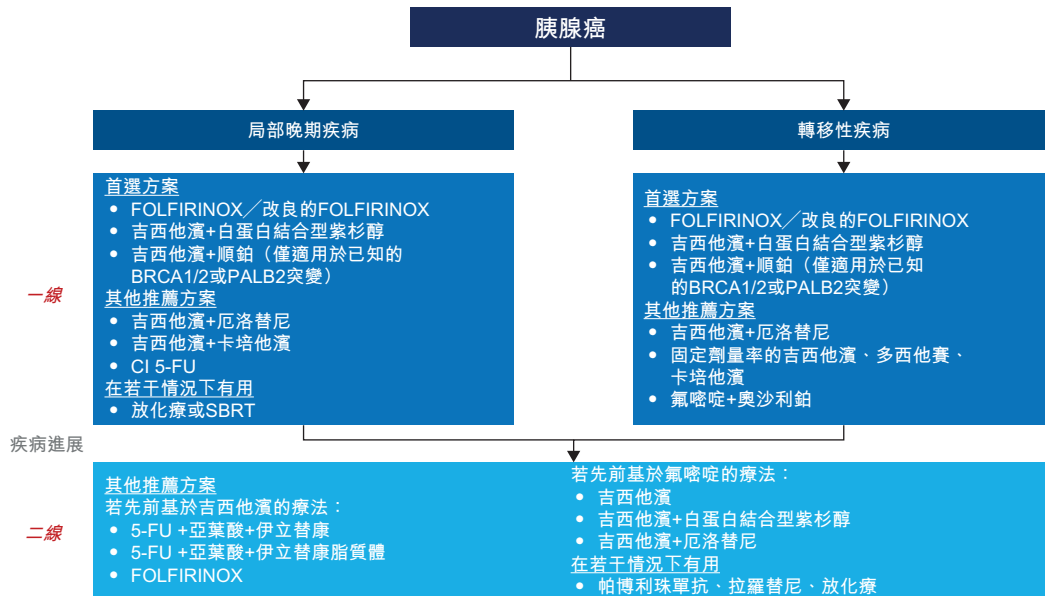 胰腺癌
局部晚期疾病
轉移性疾病
一線
首選方案
• FOLFIRINOX／改良的FOLFIRINOX
• 吉西他濱+白蛋白結合型紫杉醇
• 吉西他濱+順鉑（僅適用於已知的
BRCA1/2或PALB2突變）
其他推薦方案
• 吉西他濱+厄洛替尼
• 吉西他濱+卡培他濱
• CI 5-FU
在若干情況下有用
• 放化療或SBRT
首選方案
• FOLFIRINOX／改良的FOLFIRINOX
• 吉西他濱+白蛋白結合型紫杉醇
• 吉西他濱+順鉑（僅適用於已知
的BRCA1/2或PALB2突變）
其他推薦方案
• 吉西他濱+厄洛替尼
• 固定劑量率的吉西他濱、多西他賽、
卡培他濱
• 氟嘧啶+奧沙利鉑
疾病進展
二線
其他推薦方案
若先前基於吉西他濱的療法：
• 5-FU +亞葉酸+伊立替康
• 5-FU +亞葉酸+伊立替康脂質體
• FOLFIRINOX
若先前基於氟嘧啶的療法：
• 吉西他濱
• 吉西他濱+白蛋白結合型紫杉醇
• 吉西他濱+厄洛替尼
在若干情況下有用
• 帕博利珠單抗、拉羅替尼、放化療